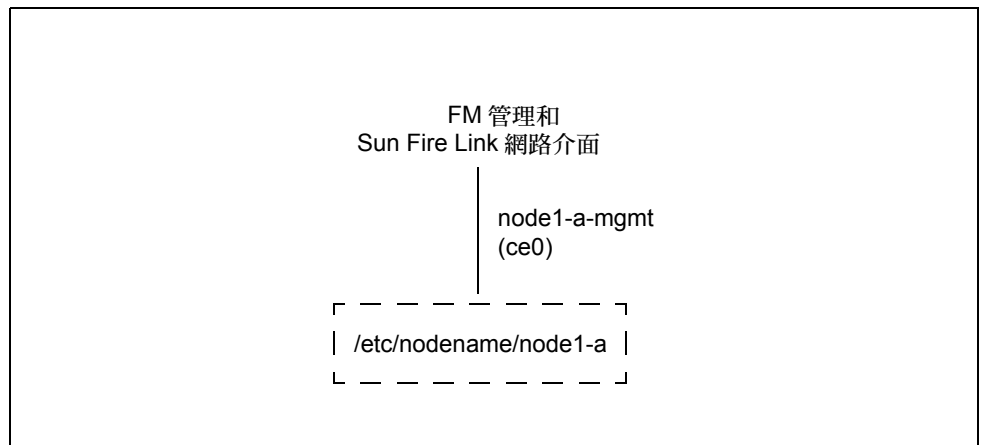 FM 管理和
Sun Fire Link 網路介面
node1-a-mgmt
(ce0)
/etc/nodename/node1-a